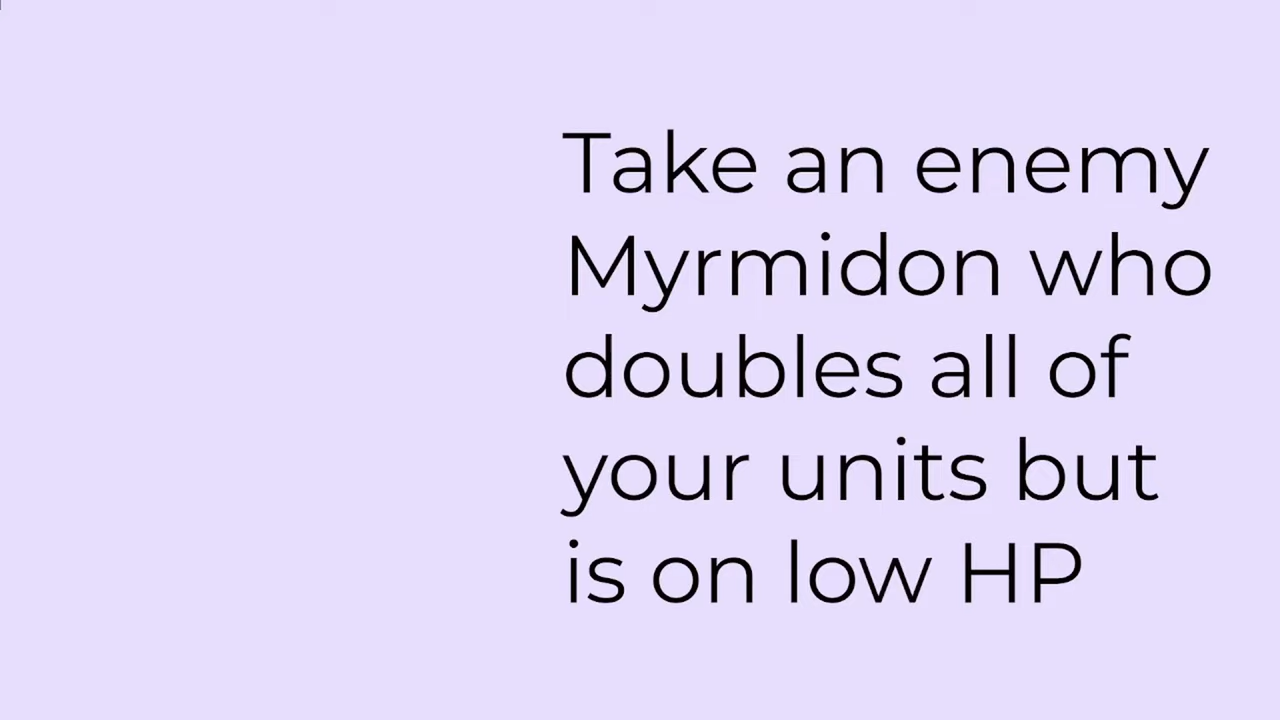 Take an enemy
Myrmidon who
doubles all of
your units but
is on low HP